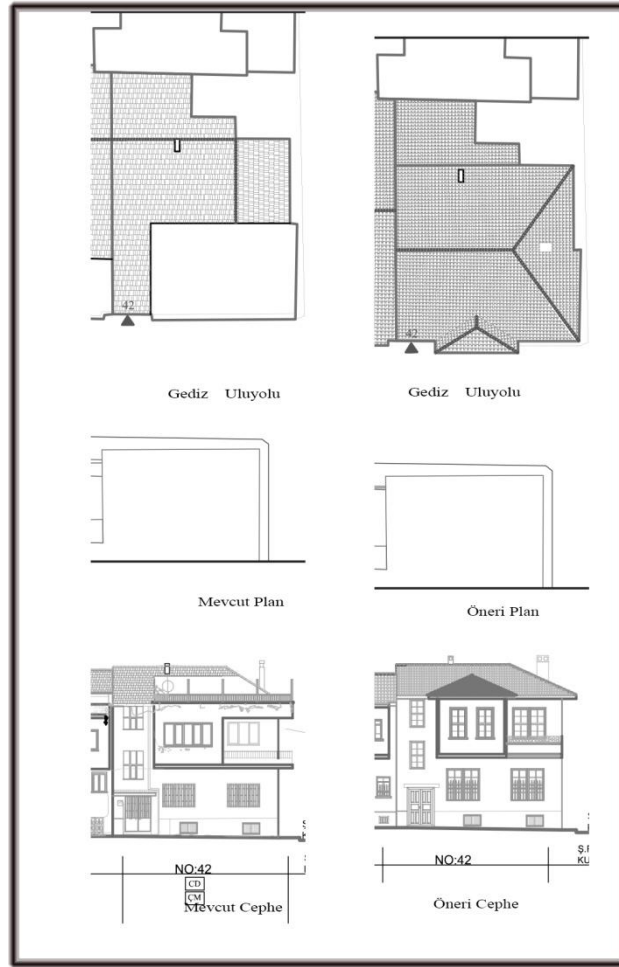 42
42
Gediz Uluyolu
Gediz Uluyolu
Mevcut Plan
Öneri Plan
NO:42
CD
ÇM
Mevcut Cephe
NO:42
Öneri Cephe
Ş.F
KU